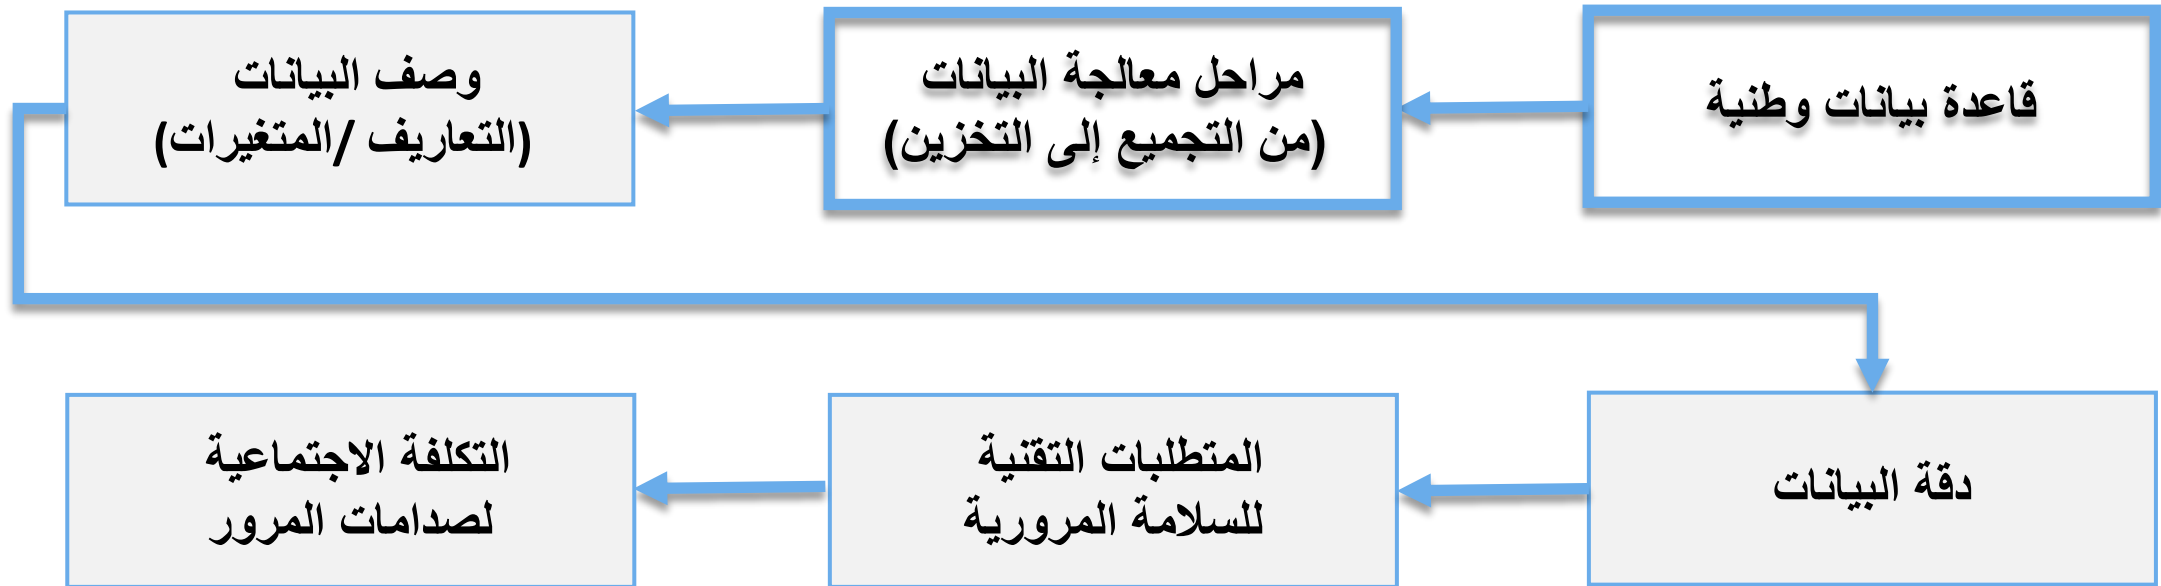 قاعدة بيانات وطنية
مراحل معالجة البيانات
(من التجميع إلى التخزين)
وصف البيانات
(التعاريف /المتغيرات)
دقة البيانات
المتطلبات التقنية
للسلامة المرورية
التكلفة الاجتماعية
لصدامات المرور